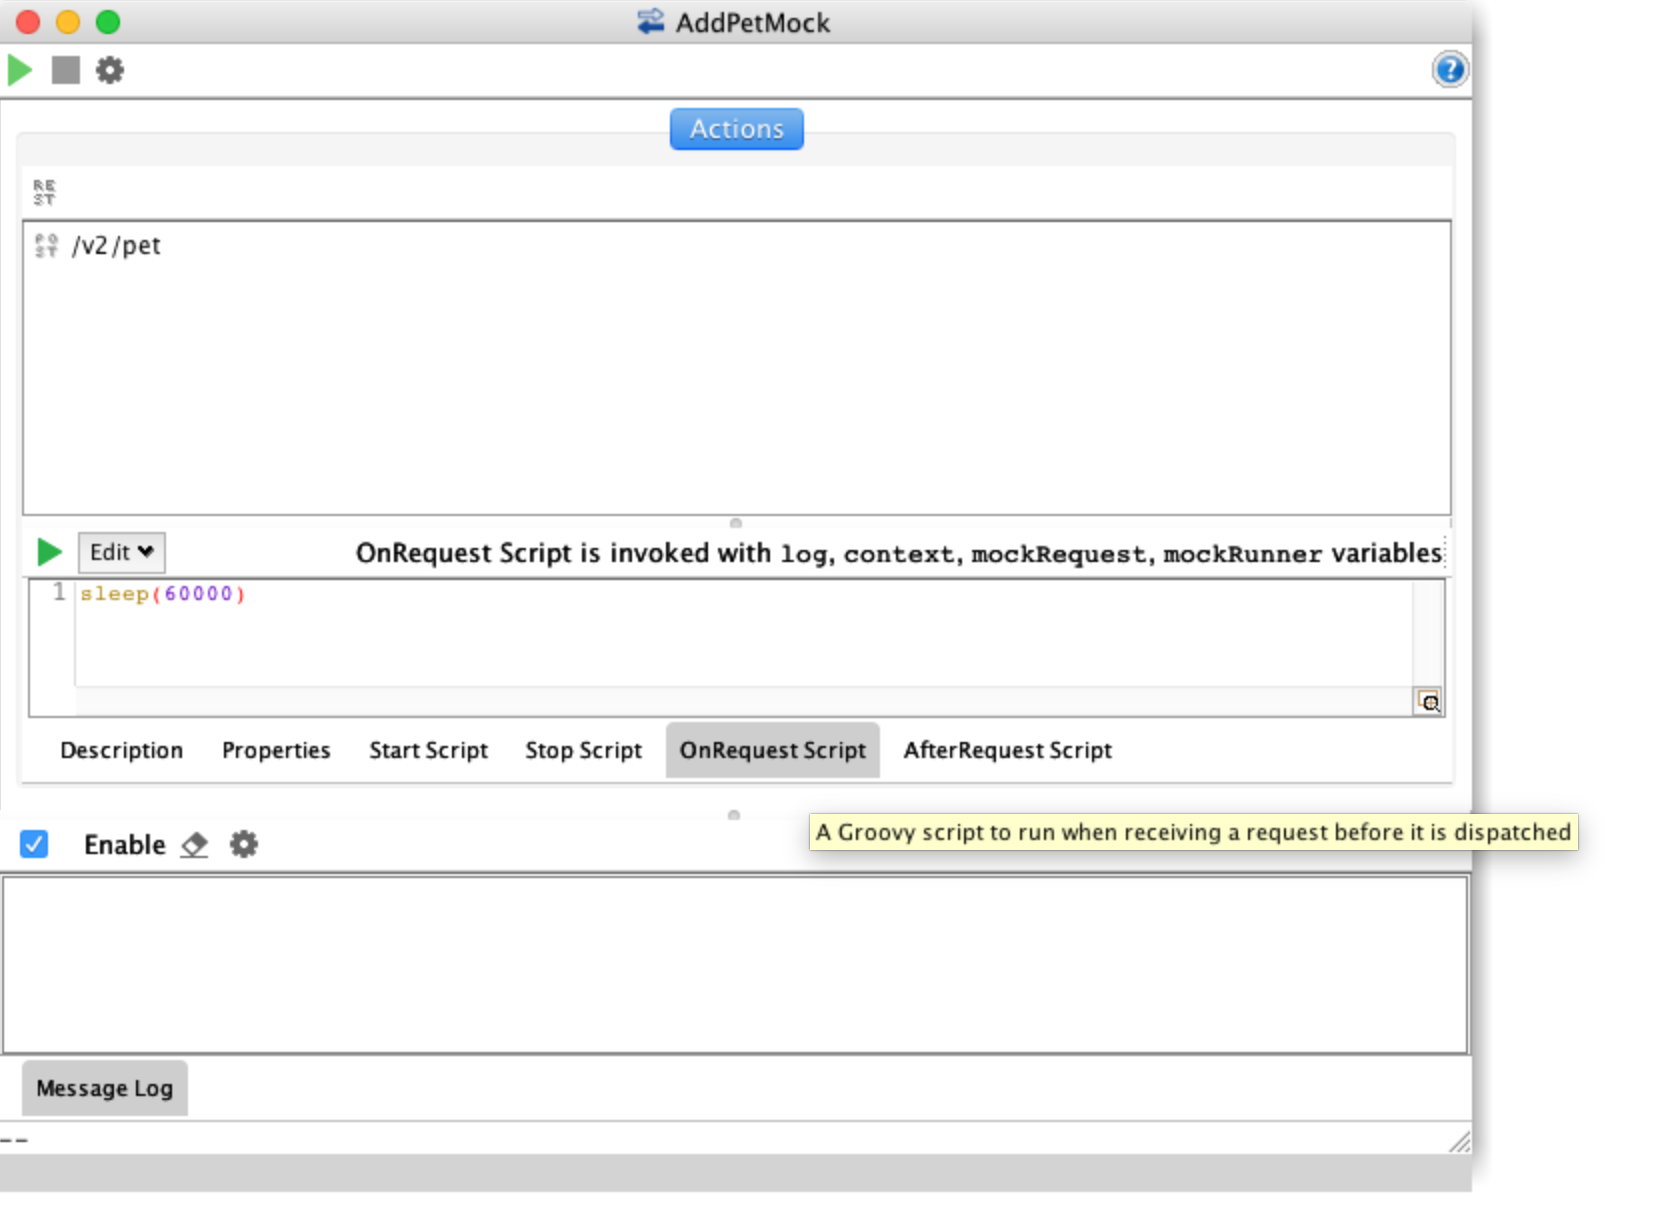 AddPetMock
Actions
RE
ST
PO
ST
/v2/pet
Edit
OnRequest Script is invoked with log, context, mockRequest, mockRunner variables
1 sleep(60000)
Description Properties Start Script Stop Script OnRequest Script AfterRequest Script
A Groovy script to run when receiving a request before it is dispatched
Enable
Message Log
--